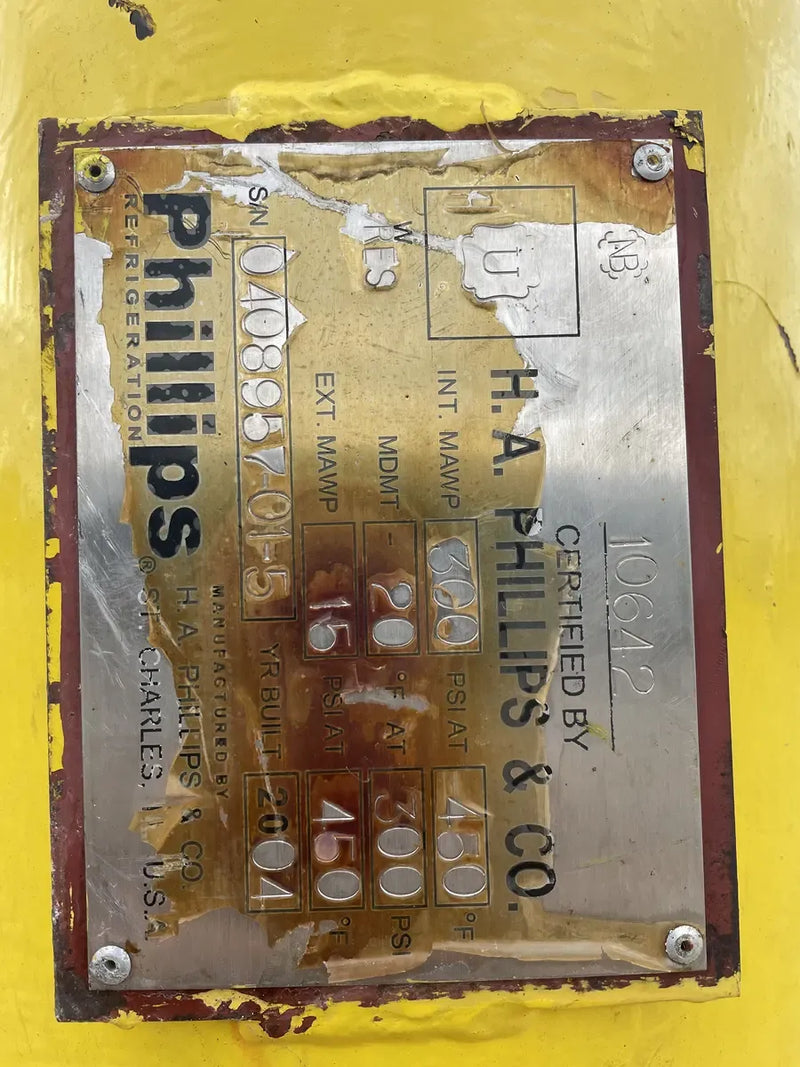 NB
10642
CERTIFIED BY
H. A. PHILLIPS & CO.
U
W
RES
INT. MAWP 300 PSI AT 450 °F
MDMT -20 °F AT 300 PSI
EXT. MAWP 15 PSI AT 450 °F
S/N 0408957-01-5 YR BUILT 2004
MANUFACTURED BY
Phillips ® H. A. PHILLIPS & CO.
REFRIGERATION ST. CHARLES, IL U.S.A.